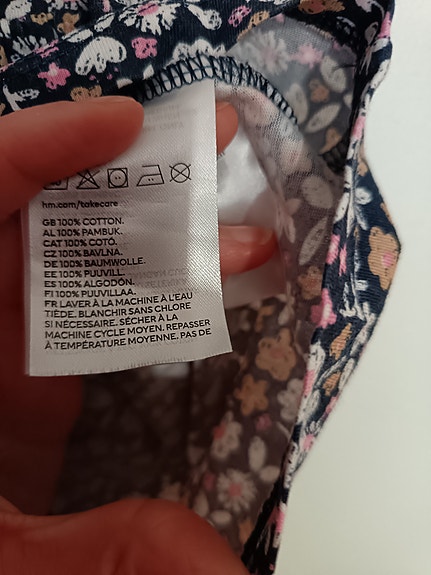 hm.com/takecare
GB 100% COTTON.
AL 100% PAMBUK.
CAT 100% COTÓ.
CZ 100% BAVLNA.
DE 100% BAUMWOLLE.
EE 100% PUUVILL.
ES 100% ALGODÓN.
FI 100% PUUVILLAA.
FR LAVER À LA MACHINE À L'EAU
TIÈDE. BLANCHIR SANS CHLORE
SI NÉCESSAIRE. SÉCHER À LA
MACHINE CYCLE MOYEN. REPASSER
À TEMPÉRATURE MOYENNE. PAS DE